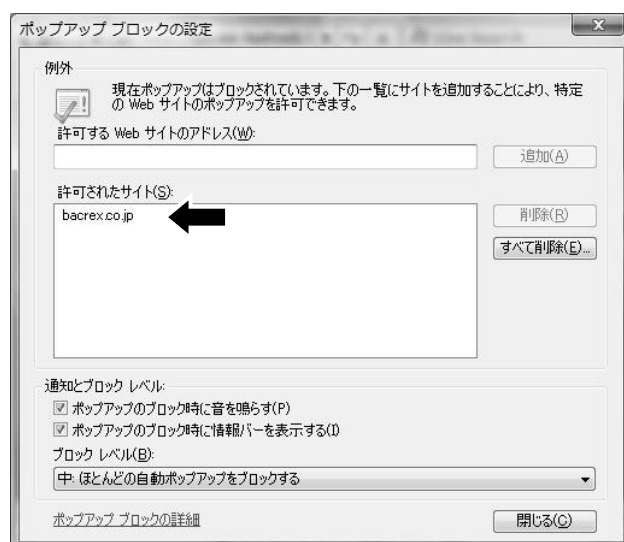 ポップアップ ブロックの設定
例外
現在ポップアップはブロックされています。下の一覧にサイトを追加することにより、特定
の Web サイトのポップアップを許可できます。
許可する Web サイトのアドレス(W):
追加(A)
許可されたサイト(S):
bacrex.co.jp
削除(R)
すべて削除(E)...
通知とブロック レベル:
ポップアップのブロック時に音を鳴らす(P)
ポップアップのブロック時に情報バーを表示する(I)
ブロック レベル(B):
中: ほとんどの自動ポップアップをブロックする
ポップアップ ブロックの詳細
閉じる(C)